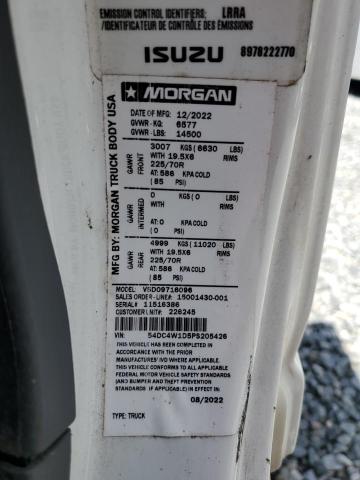 EMISSION CONTROL IDENTIFIERS: LRRA
/IDENTIFICATEUR DE CONTRÔLE DES ÉMISSIONS
ISUZU 8978222770
MORGAN
MFG BY: MORGAN TRUCK BODY USA
DATE OF MFG: 12/2022
GVWR-KG: 6577
GVWR-LBS: 14500
GAWR FRONT
3007 KGS (6630 LBS)
WITH 19.5X6 RIMS
225/70R
AT: 586 KPA COLD
(85 PSI)
GAWR INTERMED
0 KGS (0 LBS)
WITH RIMS
AT: 0 KPA COLD
(0 PSI)
GAWR REAR
4999 KGS (11020 LBS)
WITH 19.5X6 RIMS
225/70R
AT: 586 KPA COLD
(85 PSI)
MODEL: VSD09716096
SALES ORDER-LINE#: 15001430-001
SERIAL#: 11516386
CUSTOMER UNIT#: 226245
VIN: 54DC4W1D5PS205426
THIS VEHICLE HAS BEEN COMPLETED IN
ACCORDANCE WITH THE PRIOR
MANUFACTURERS IVD WHERE APPLICABLE.
THIS VEHICLE CONFORMS TO ALL APPLICABLE
FEDERAL MOTOR VEHICLE SAFETY STANDARDS
(AND BUMPER AND THEFT PREVENTION
STANDARDS IF APPLICABLE) IN EFFECT IN:
08/2022
TYPE: TRUCK